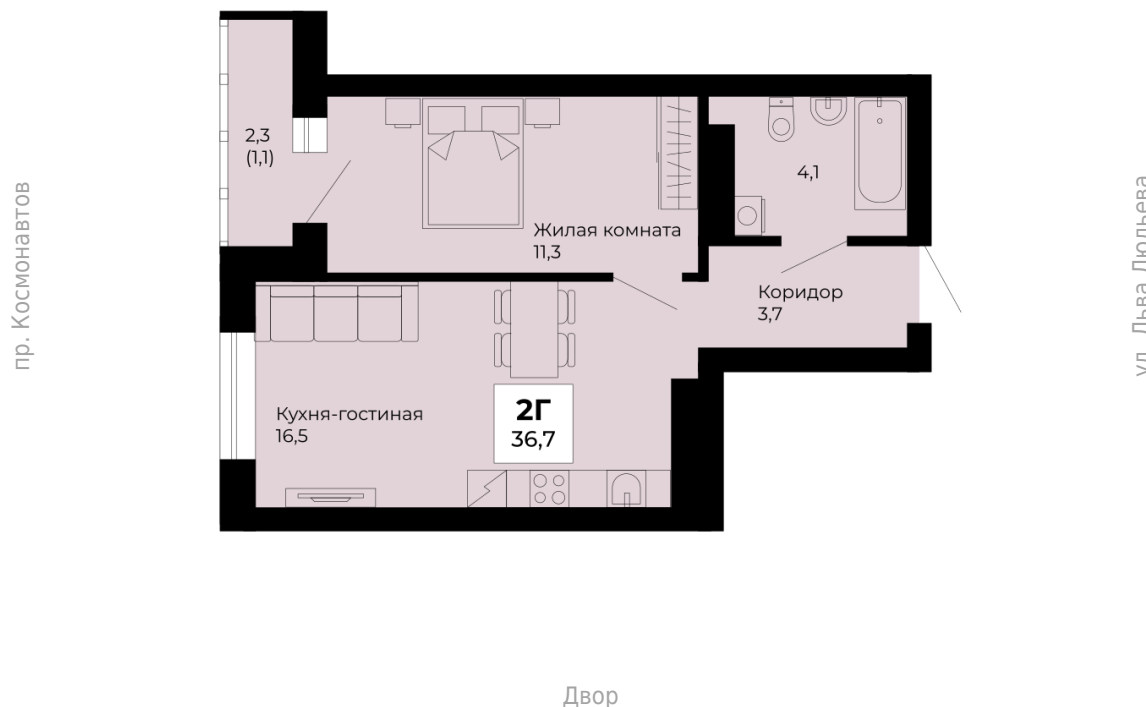 2,3
(1,1)
Жилая комната
11,3
4,1
Коридор
3,7
Кухня-гостиная
16,5
2Г
36,7
пр. Космонавтов
ул. Льва Люльева
Двор